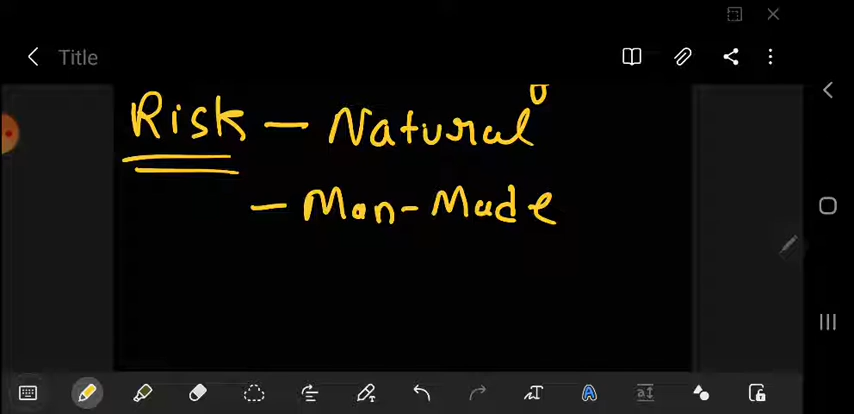 Title
Risk — Natural
— Man-Made